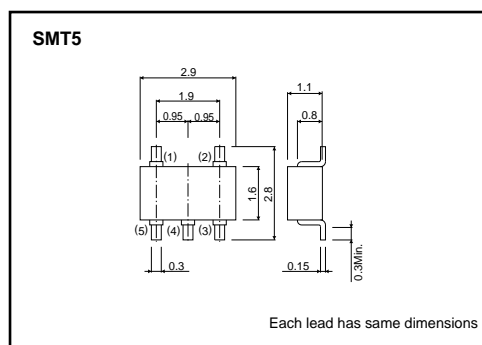 SMT5
2.9
1.9
0.95 0.95
(1) (2)
(5) (4) (3)
0.3
1.6
2.8
1.1
0.8
0.15
0.3Min.
Each lead has same dimensions